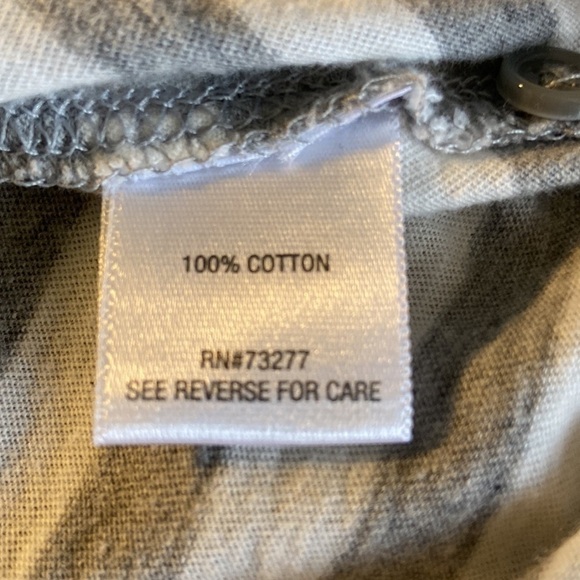 100% COTTON
RN#73277
SEE REVERSE FOR CARE